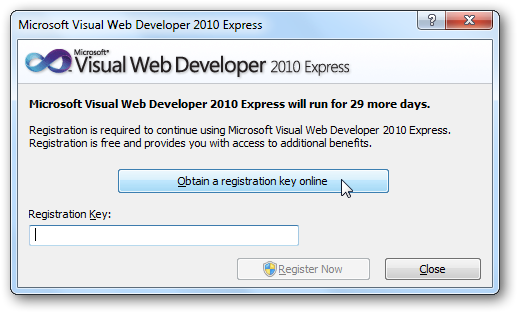 Microsoft Visual Web Developer 2010 Express
?
Microsoft®
Visual Web Developer 2010 Express
Microsoft Visual Web Developer 2010 Express will run for 29 more days.
Registration is required to continue using Microsoft Visual Web Developer 2010 Express.
Registration is free and provides you with access to additional benefits.
Obtain a registration key online
Registration Key:
Register Now Close